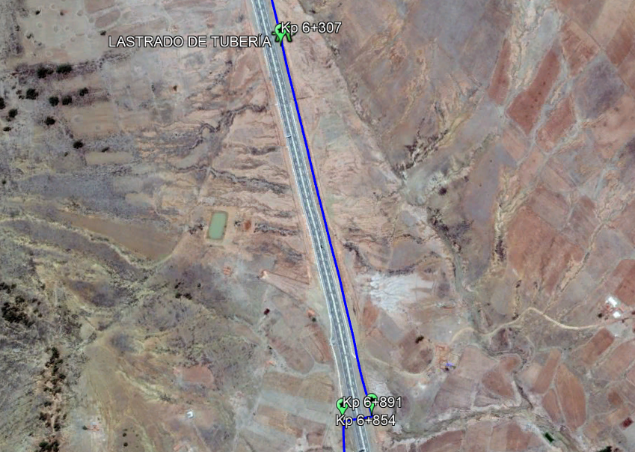 Kp 6+307
LASTRADO DE TUBERÍA
Kp 6+891
Kp 6+854